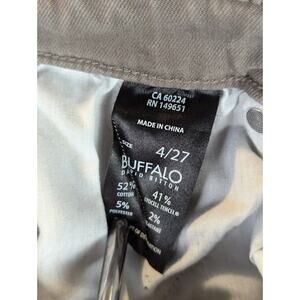 CA 60224
RN 149651
MADE IN CHINA
SIZE 4/27
BUFFALO
DAVID BITTON
52% 41%
COTTON LYOCELL TENCEL®
5% 2%
POLYESTER